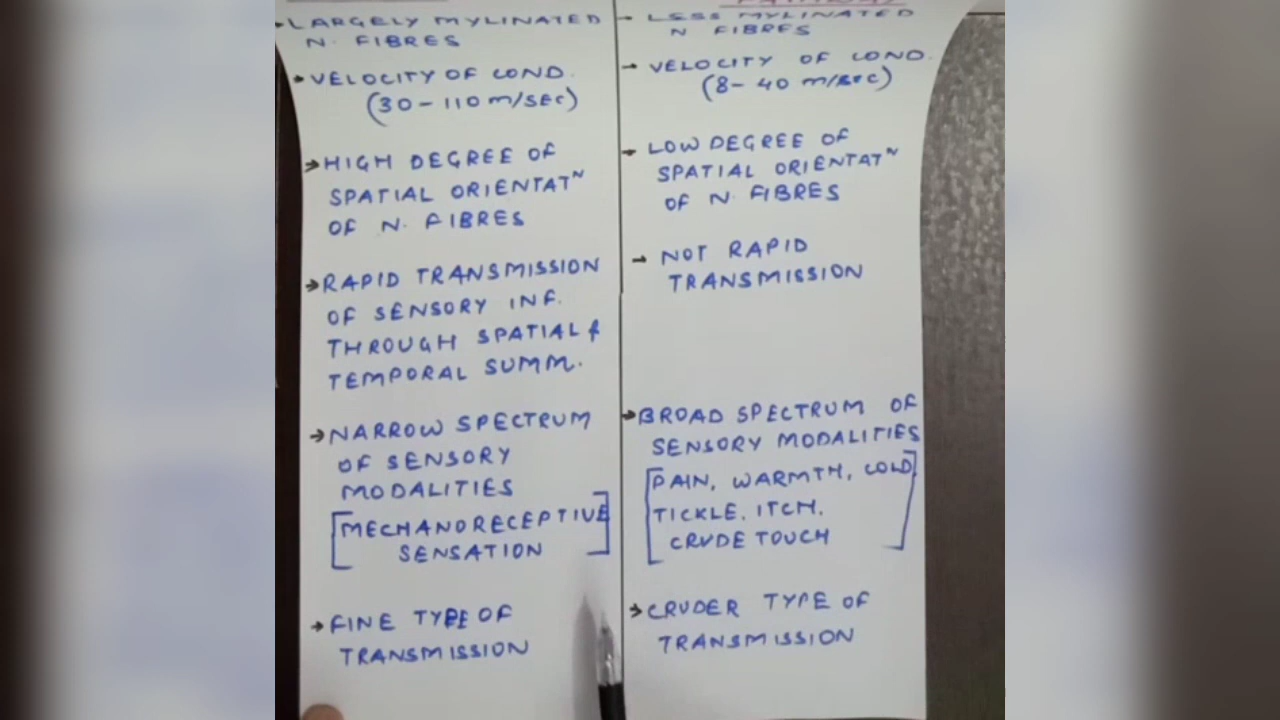 PATHWAY
LARGELY MYLINATED
N. FIBRES
VELOCITY OF COND.
(30-110 m/SEC)
→ HIGH DEGREE OF
SPATIAL ORIENTATᴺ
OF N. FIBRES
→ RAPID TRANSMISSION
OF SENSORY INF.
THROUGH SPATIAL &
TEMPORAL SUMM.
→ NARROW SPECTRUM
OF SENSORY
MODALITIES
[MECHANORECEPTIVE
SENSATION]
→ FINE TYPE OF
TRANSMISSION
- LESS MYLINATED
N FIBRES
→ VELOCITY OF COND.
(8-40 m/sec)
→ LOW DEGREE OF
SPATIAL ORIENTATᴺ
OF N. FIBRES
→ NOT RAPID
TRANSMISSION
→ BROAD SPECTRUM OF
SENSORY MODALITIES
[PAIN, WARMTH, COLD,
TICKLE, ITCH,
CRUDE TOUCH]
→ CRUDER TYPE OF
TRANSMISSION